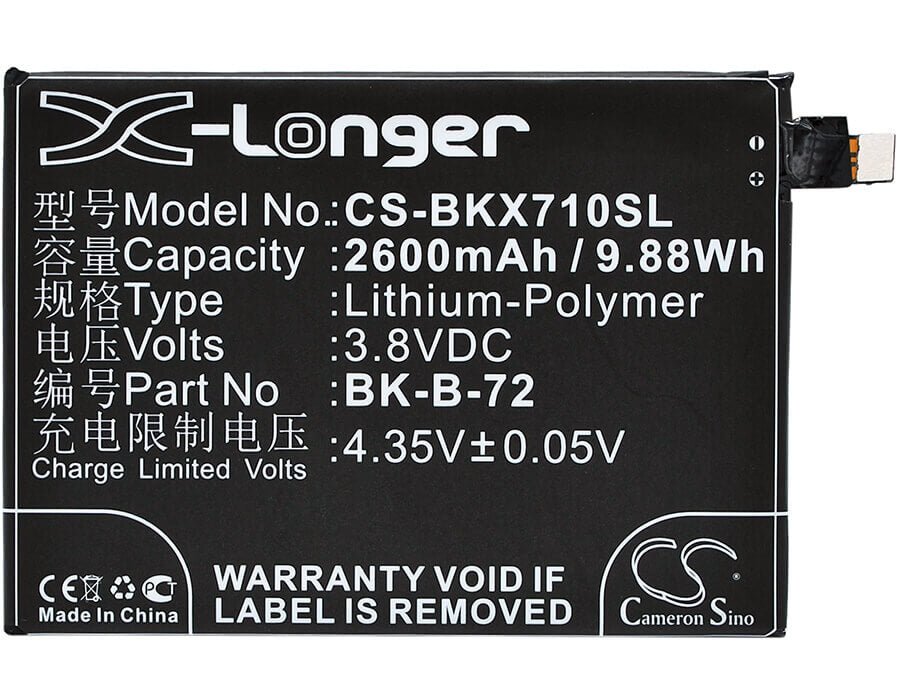 X-Longer
型号Model No.:CS-BKX710SL
容量Capacity :2600mAh / 9.88Wh
规格Type :Lithium-Polymer
电压Volts :3.8VDC
编号Part No :BK-B-72
充电限制电压 :4.35V±0.05V
Charge Limited Volts
CE PCT
Made In China
WARRANTY VOID IF
LABEL IS REMOVED
CS ®
Cameron Sino